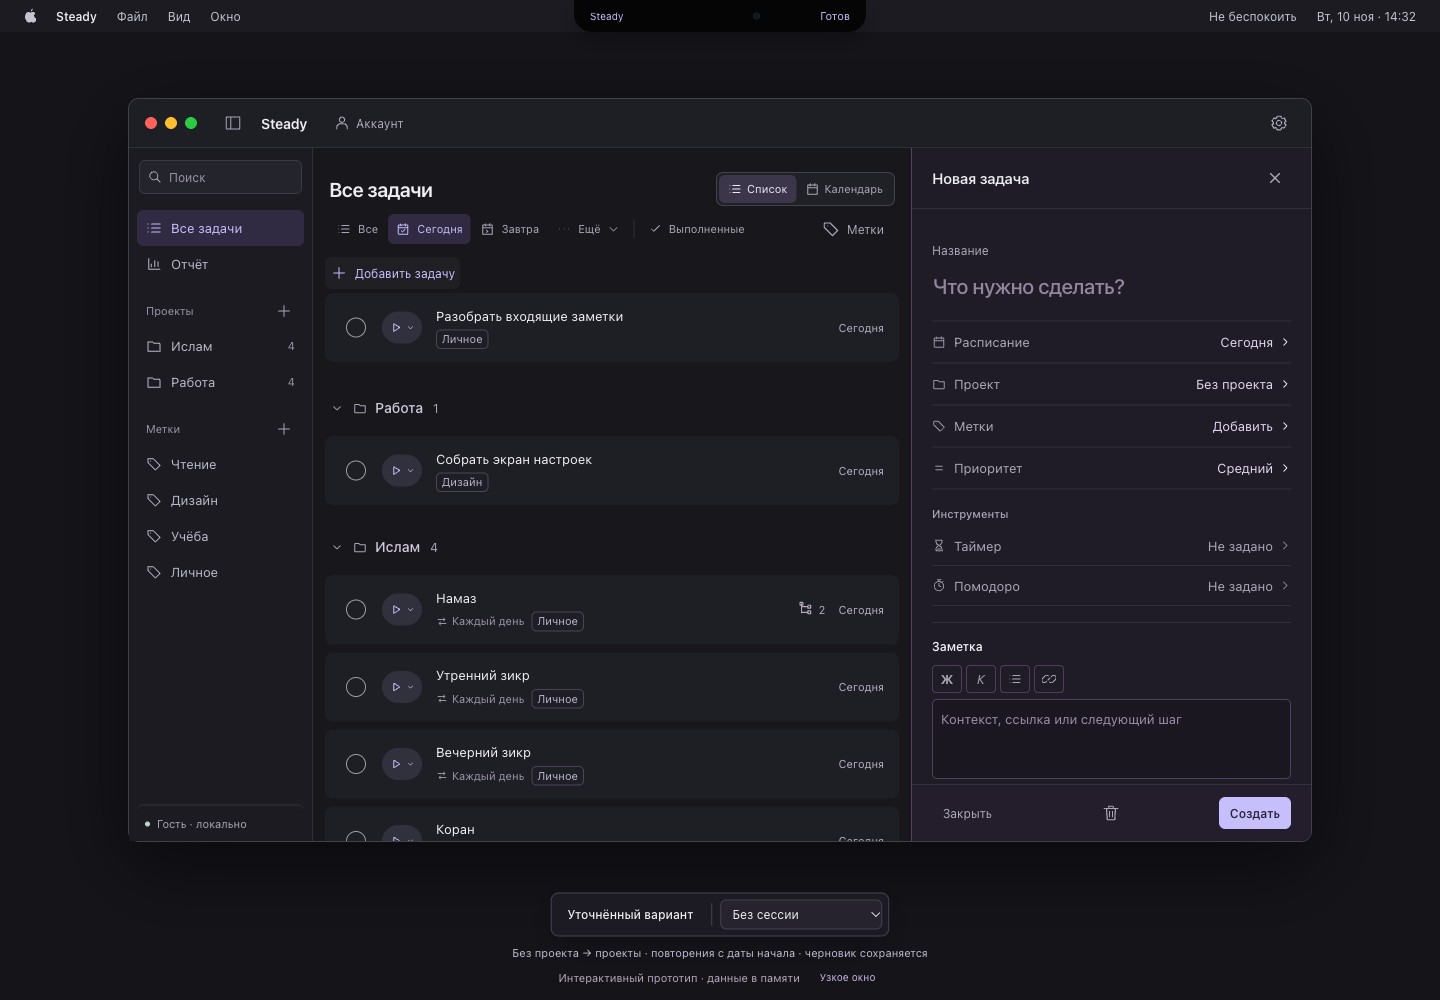 Steady Файл Вид Окно
Steady Готов
Не беспокоить Вт, 10 ноя · 14:32
Steady Аккаунт
Поиск
Все задачи
Отчёт
Проекты
Ислам 4
Работа 4
Метки
Чтение
Дизайн
Учёба
Личное
Гость · локально
Все задачи
Список Календарь
Все Сегодня Завтра ··· Ещё Выполненные Метки
Добавить задачу
Разобрать входящие заметки
Личное
Сегодня
Работа 1
Собрать экран настроек
Дизайн
Сегодня
Ислам 4
Намаз
Каждый день Личное
2 Сегодня
Утренний зикр
Каждый день Личное
Сегодня
Вечерний зикр
Каждый день Личное
Сегодня
Коран
Сегодня
Новая задача
Название
Что нужно сделать?
Расписание Сегодня
Проект Без проекта
Метки Добавить
Приоритет Средний
Инструменты
Таймер Не задано
Помодоро Не задано
Заметка
Ж К
Контекст, ссылка или следующий шаг
Закрыть Создать
Уточнённый вариант Без сессии
Без проекта → проекты · повторения с даты начала · черновик сохраняется
Интерактивный прототип · данные в памяти Узкое окно